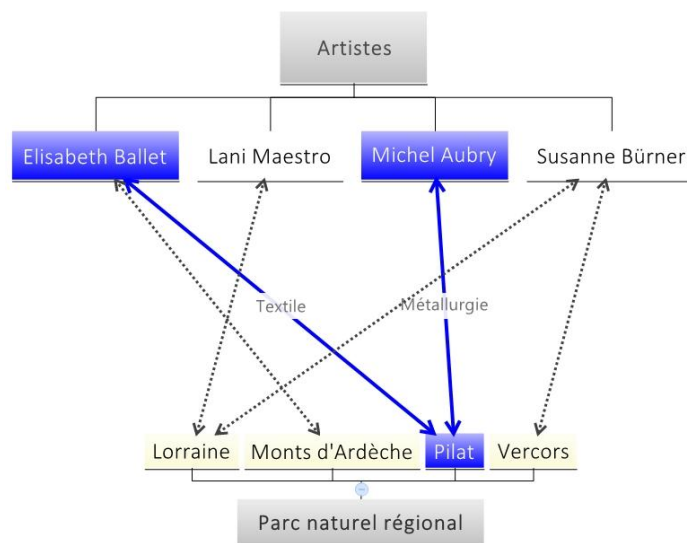 Artistes
Elisabeth Ballet
Lani Maestro
Michel Aubry
Susanne Bürner
Textile
Métallurgie
Lorraine
Monts d'Ardèche
Pilat
Vercors
Parc naturel régional